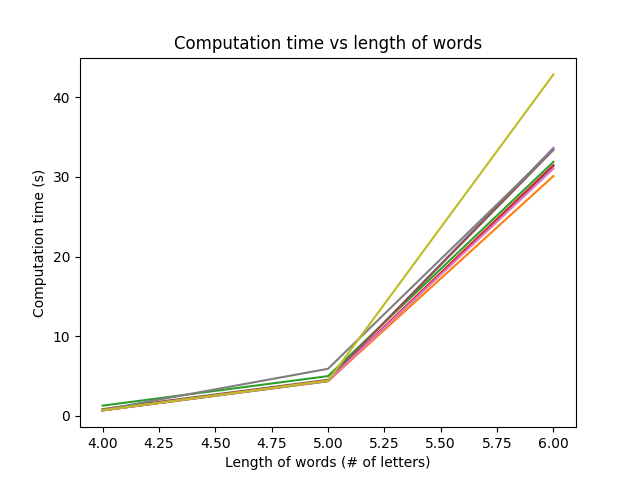 Computation time vs length of words
Computation time (s)
40
30
20
10
0
4.00 4.25 4.50 4.75 5.00 5.25 5.50 5.75 6.00
Length of words (# of letters)